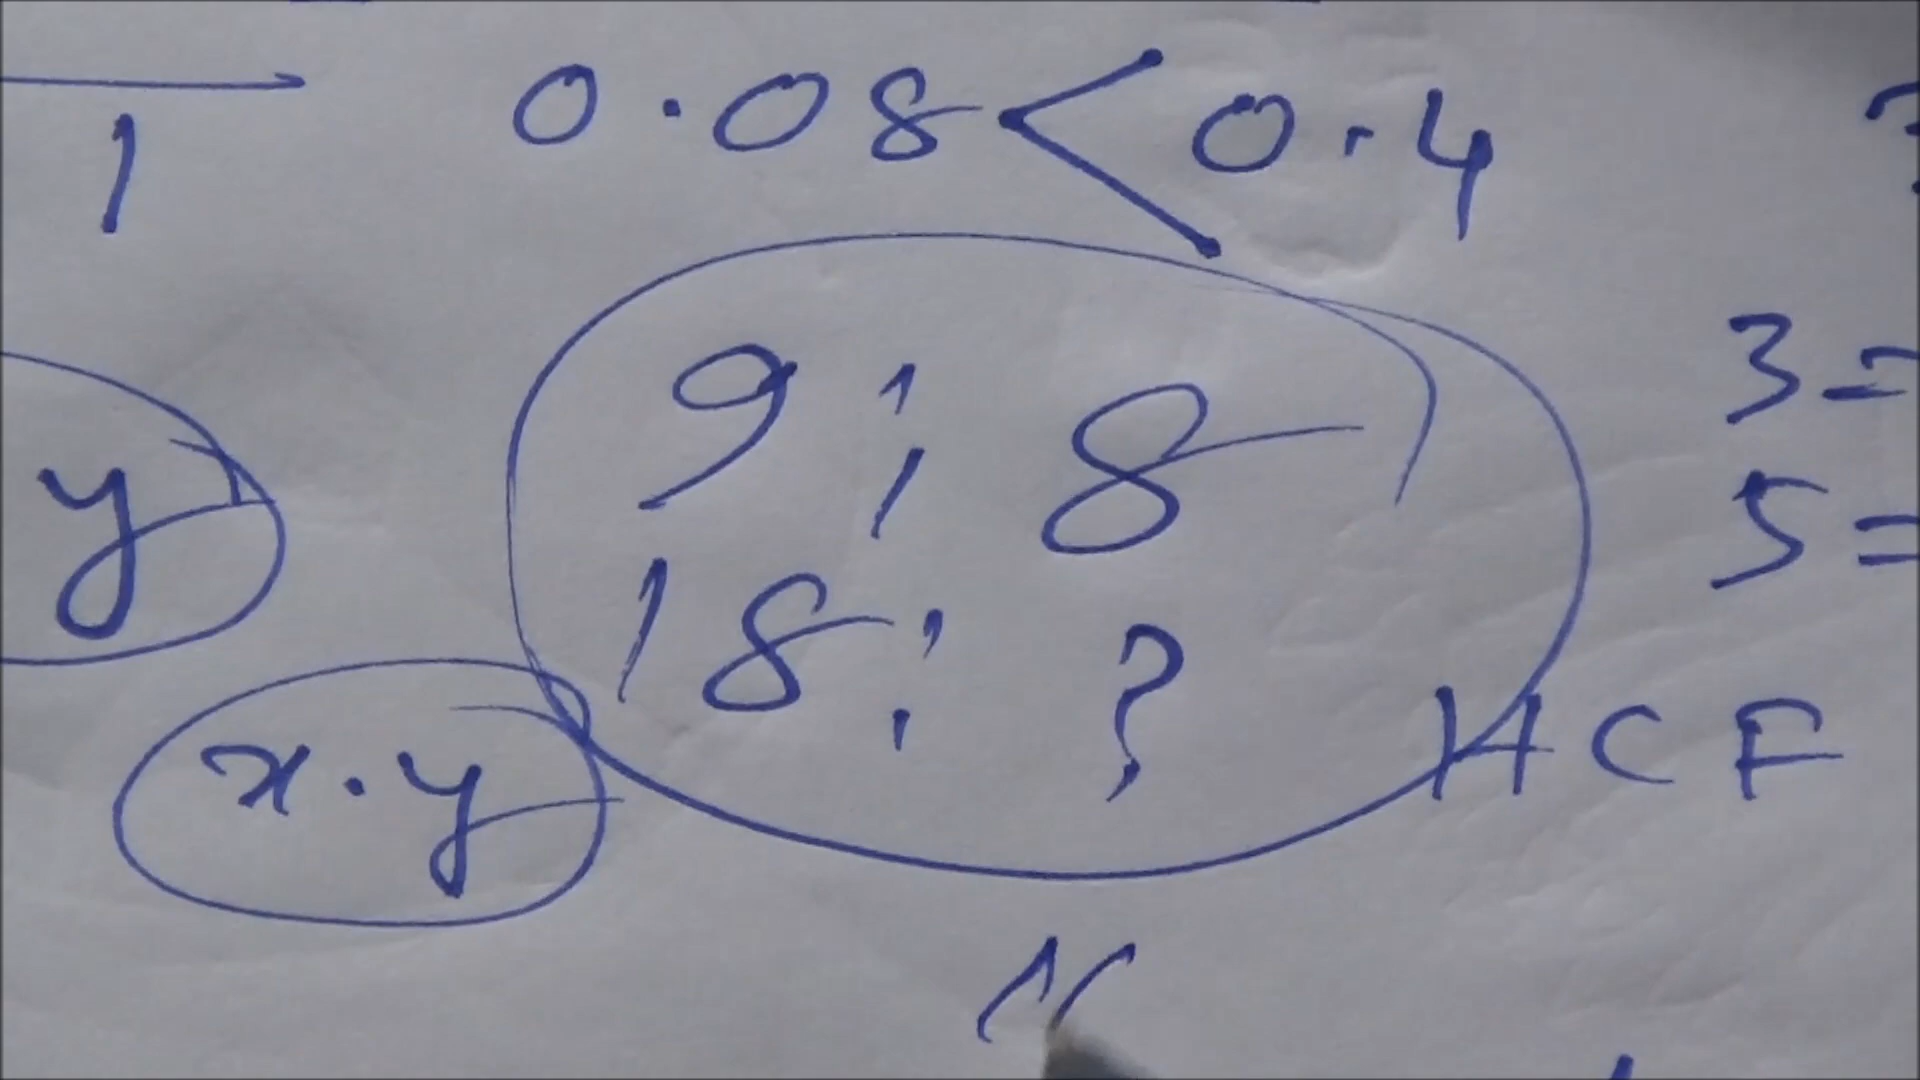 1
0.08 < 0.4
9 : 8
3 =
5 =
y
18 : ?
HCF
x.y